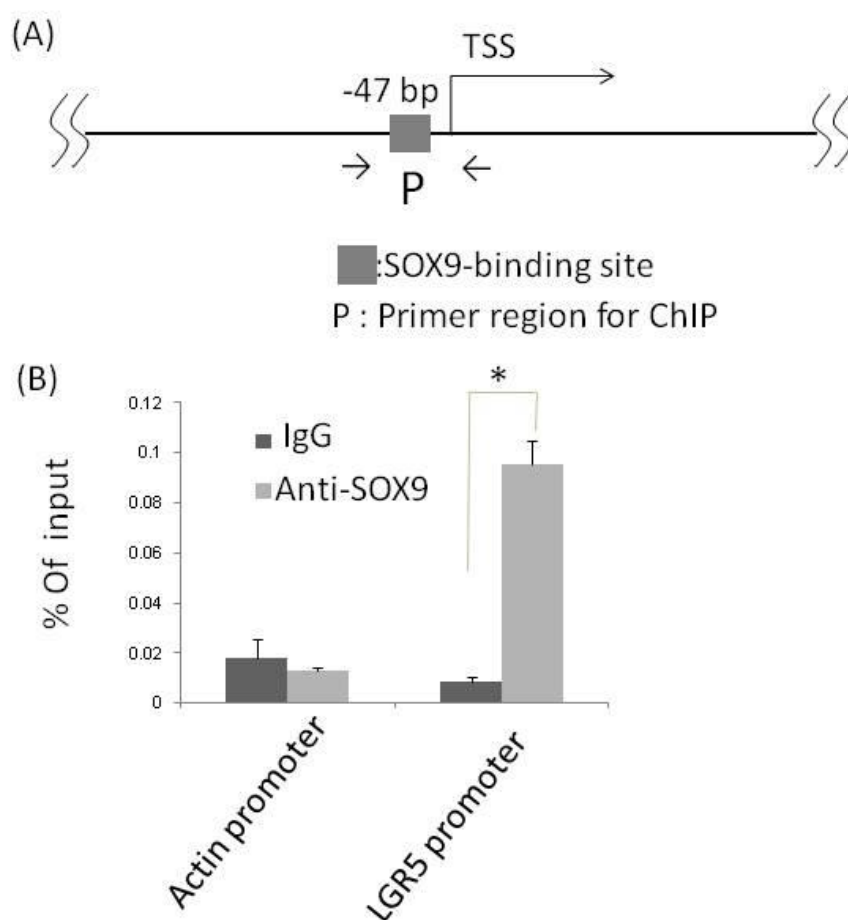 (A)
TSS
-47 bp
P
:SOX9-binding site
P : Primer region for ChIP
(B)
*
0.12
0.1
0.08
0.06
0.04
0.02
0
% Of input
IgG
Anti-SOX9
Actin promoter
LGR5 promoter